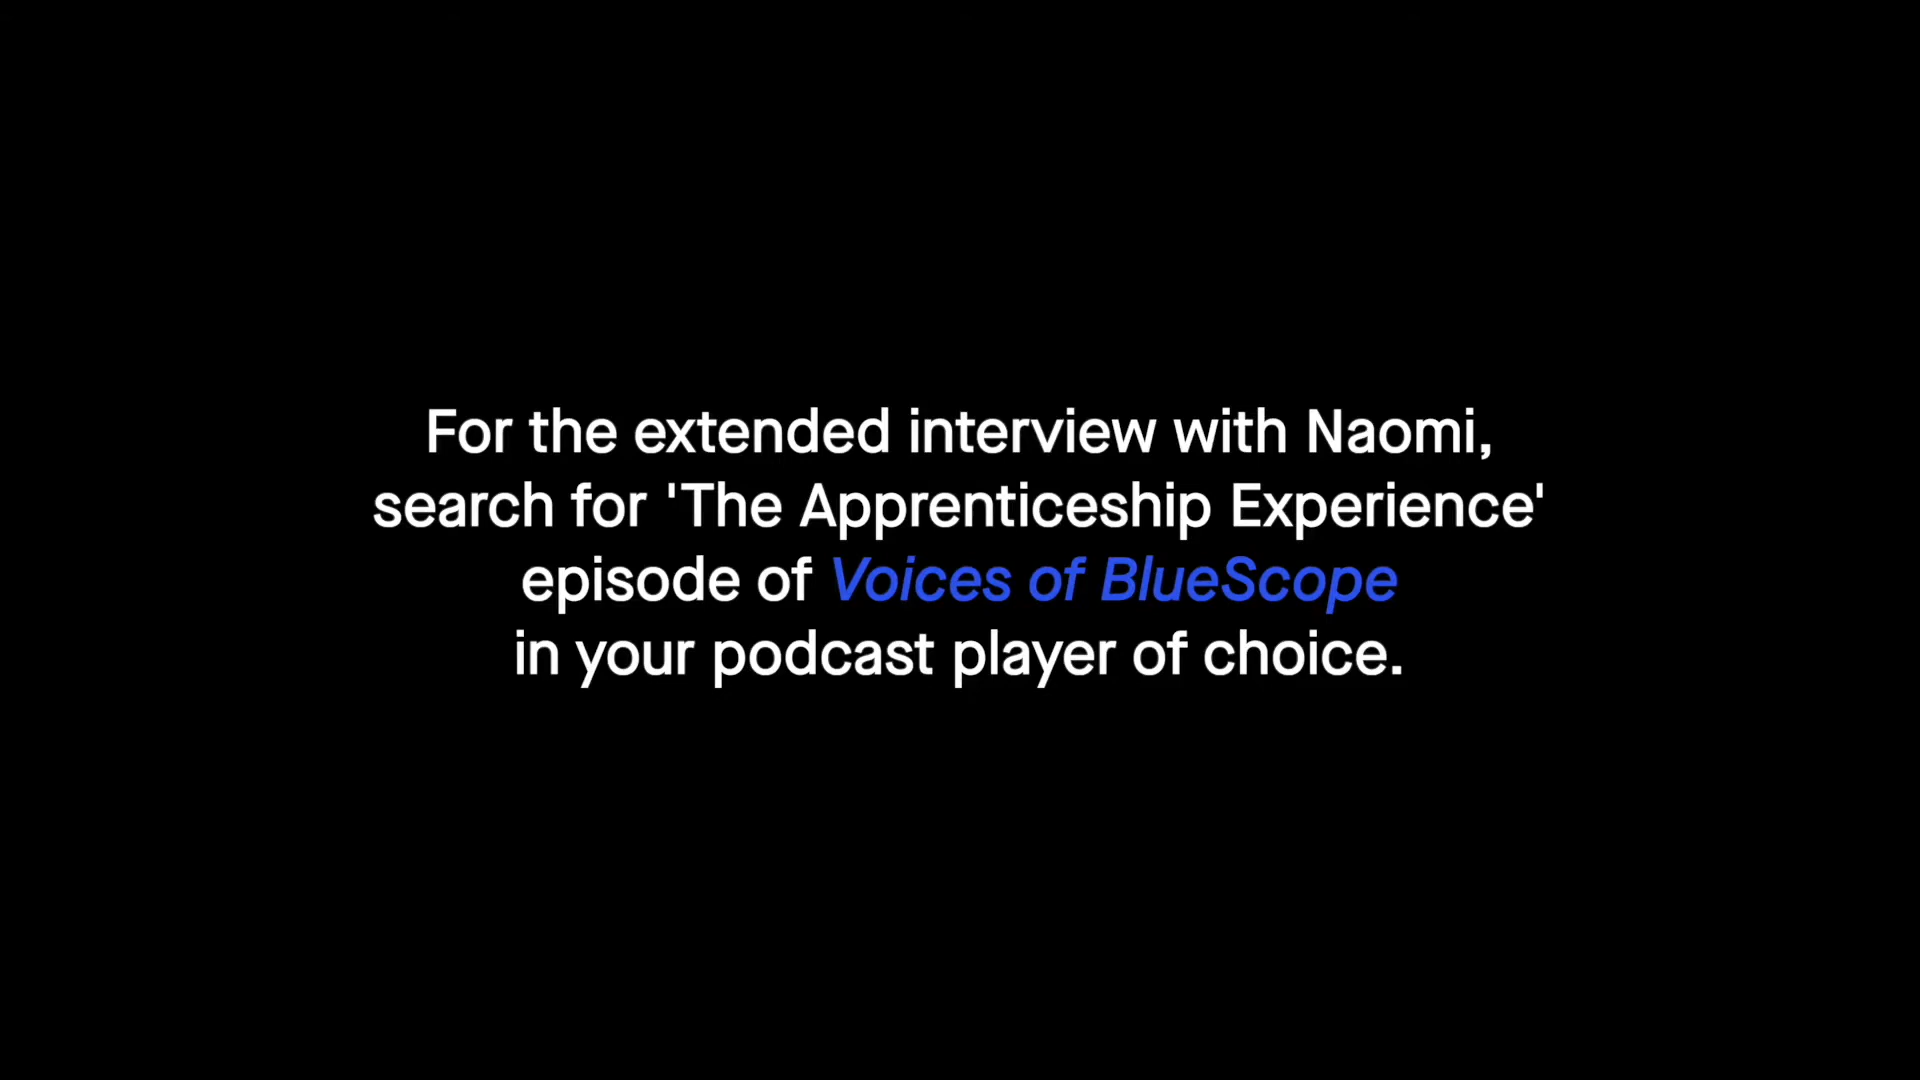 For the extended interview with Naomi,
search for 'The Apprenticeship Experience'
episode of Voices of BlueScope
in your podcast player of choice.